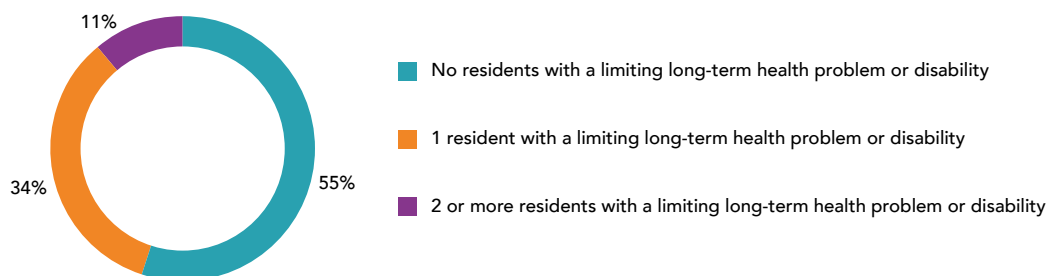 11%
No residents with a limiting long-term health problem or disability
1 resident with a limiting long-term health problem or disability
34%
55%
2 or more residents with a limiting long-term health problem or disability